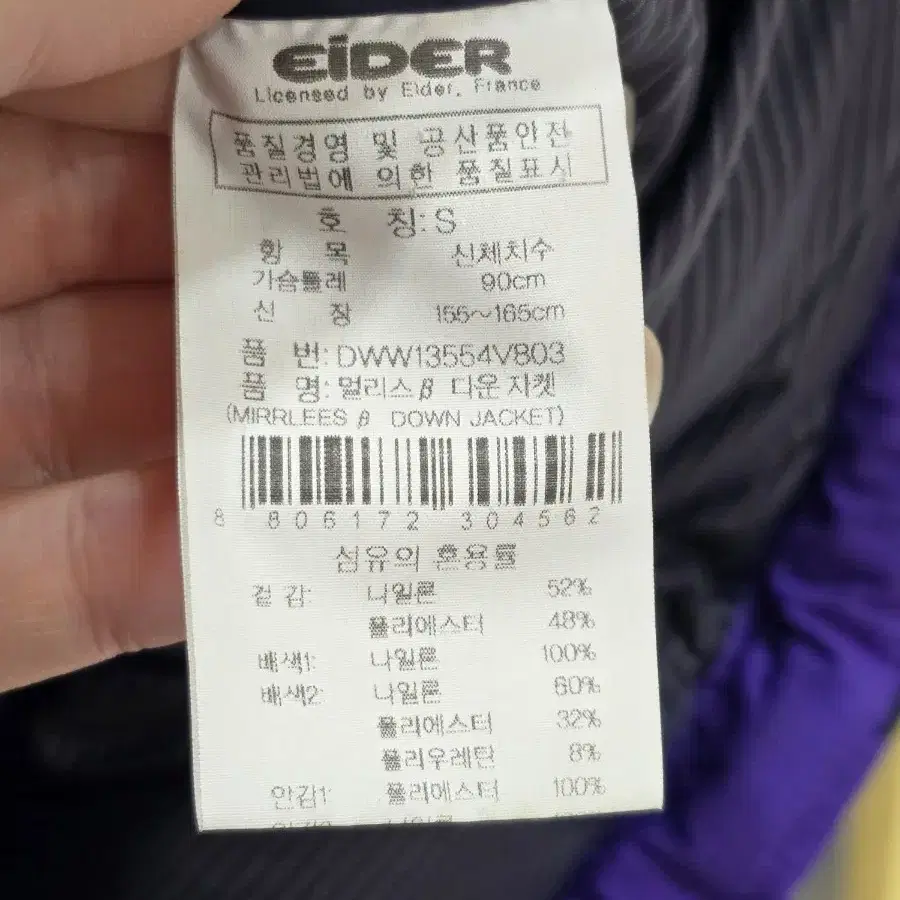 EiDER
Licensed by Eider, France
품질경영 및 공산품안전
관리법에 의한 품질표시
호 칭: S
항 목 신체치수
가슴둘레 90cm
신 장 155~165cm
품 번: DWW13554V803
품 명: 멀리스 β 다운 자켓
(MIRRLEES β DOWN JACKET)
8 806172 304562
섬유의 혼용률
겉 감: 나일론 52%
폴리에스터 48%
배색1: 나일론 100%
배색2: 나일론 60%
폴리에스터 32%
폴리우레탄 8%
안감1: 폴리에스터 100%